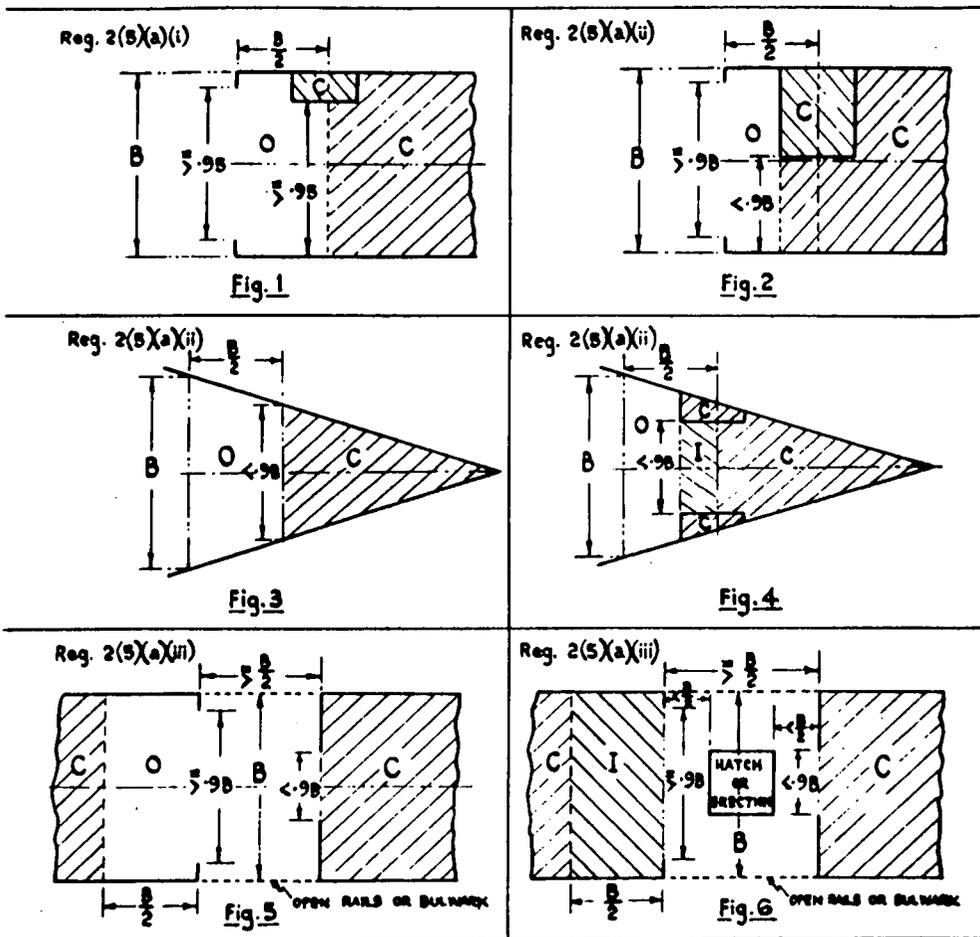 Reg. 2(5)(a)(i)
B/2
C
O
C
B
≥ .9B
≥ .9B
Fig. 1
Reg. 2(5)(a)(ii)
B/2
C
O
C
B
≥ .9B
< .9B
Fig. 2
Reg. 2(5)(a)(ii)
B/2
B
O
< .9B
C
Fig. 3
Reg. 2(5)(a)(ii)
B/2
C
O
B
< .9B
I
C
C
Fig. 4
Reg. 2(5)(a)(iii)
≥ B/2
C
O
≥ .9B
B
< .9B
C
B/2
Fig. 5
OPEN RAILS OR BULWARK
Reg. 2(5)(a)(iii)
≥ B/2
< B/2
< B/2
C
I
≥ .9B
HATCH
OR
ERECTION
< .9B
C
B
B/2
Fig. 6
OPEN RAILS OR BULWARK